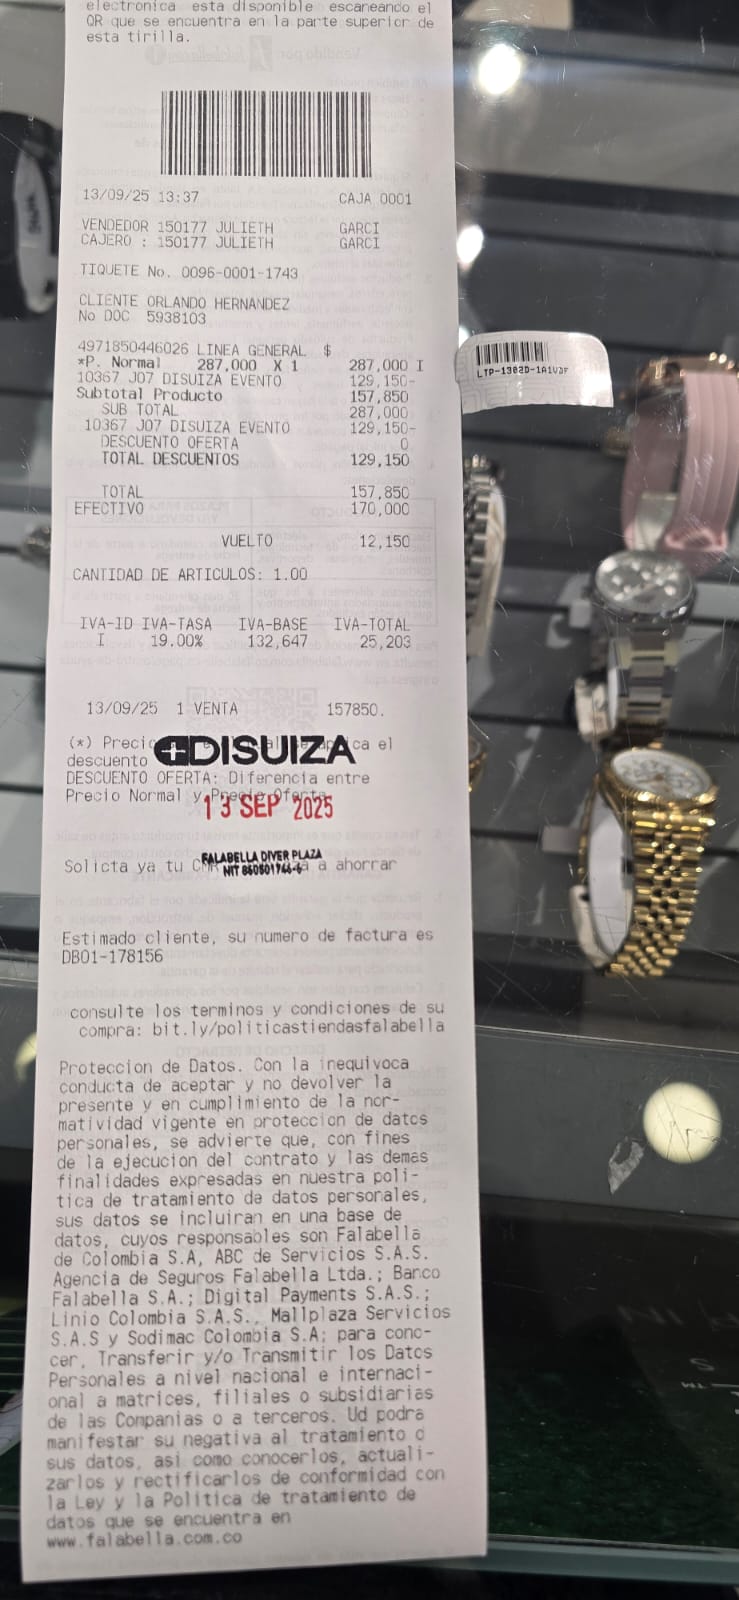 electronica esta disponible escaneando el
QR que se encuentra en la parte superior de
esta tirilla.
13/09/25 13:37 CAJA 0001
VENDEDOR 150177 JULIETH GARCI
CAJERO : 150177 JULIETH GARCI
TIQUETE No. 0096-0001-1743
CLIENTE ORLANDO HERNANDEZ
No DOC 5938103
4971850446026 LINEA GENERAL $
*P. Normal 287,000 X 1 287,000 I
10367 J07 DISUIZA EVENTO 129,150-
Subtotal Producto 157,850
SUB TOTAL 287,000
10367 J07 DISUIZA EVENTO 129,150-
DESCUENTO OFERTA 0
TOTAL DESCUENTOS 129,150
TOTAL 157,850
EFECTIVO 170,000
VUELTO 12,150
CANTIDAD DE ARTICULOS: 1.00
IVA-ID IVA-TASA IVA-BASE IVA-TOTAL
I 19.00% 132,647 25,203
13/09/25 1 VENTA 157850.
(*) Precio ca el
DISUIZA
descuento
DESCUENTO OFERTA: Diferencia entre
Precio Normal y Precio Oferta
13 SEP 2025
Solicta ya tu CMR a ahorrar
FALABELLA DIVER PLAZA
NIT
Estimado cliente, su numero de factura es
DB01-178156
consulte los terminos y condiciones de su
compra: bit.ly/politicastiendasfalabella
Proteccion de Datos. Con la inequivoca
conducta de aceptar y no devolver la
presente y en cumplimiento de la nor-
matividad vigente en proteccion de datos
personales, se advierte que, con fines
de la ejecucion del contrato y las demas
finalidades expresadas en nuestra poli-
tica de tratamiento de datos personales,
sus datos se incluiran en una base de
datos, cuyos responsables son Falabella
de Colombia S.A, ABC de Servicios S.A.S.
Agencia de Seguros Falabella Ltda.; Banco
Falabella S.A.; Digital Payments S.A.S.;
Linio Colombia S.A.S., Mallplaza Servicios
S.A.S y Sodimac Colombia S.A; para cono-
cer, Transferir y/o Transmitir los Datos
Personales a nivel nacional e internaci-
onal a matrices, filiales o subsidiarias
de las Companias o a terceros. Ud podra
manifestar su negativa al tratamiento d
sus datos, asi como conocerlos, actuali-
zarlos y rectificarlos de conformidad con
la Ley y la Politica de tratamiento de
datos que se encuentra en
www.falabella.com.co
LTP-1302D-1A1VDF